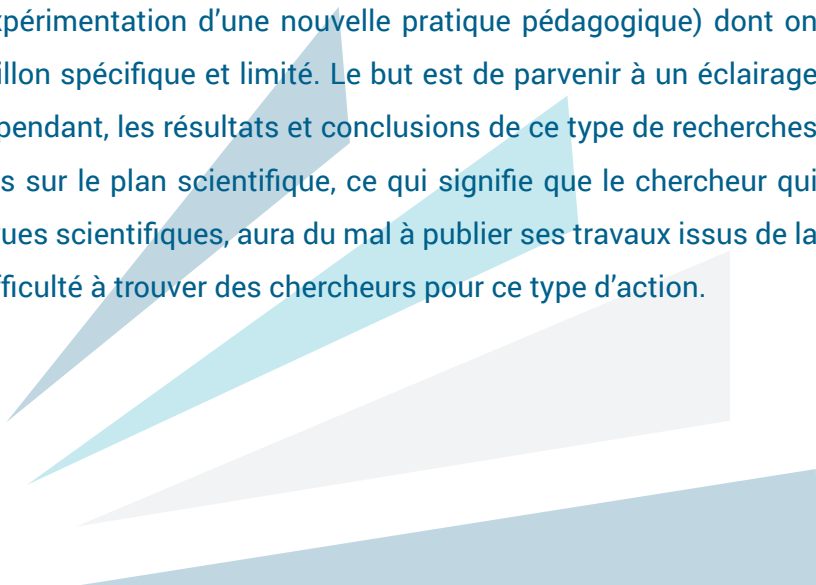 xpérimentation d'une nouvelle pratique pédagogique) dont on
illon spécifique et limité. Le but est de parvenir à un éclairage
pendant, les résultats et conclusions de ce type de recherches
s sur le plan scientifique, ce qui signifie que le chercheur qui
ues scientifiques, aura du mal à publier ses travaux issus de la
fficulté à trouver des chercheurs pour ce type d'action.